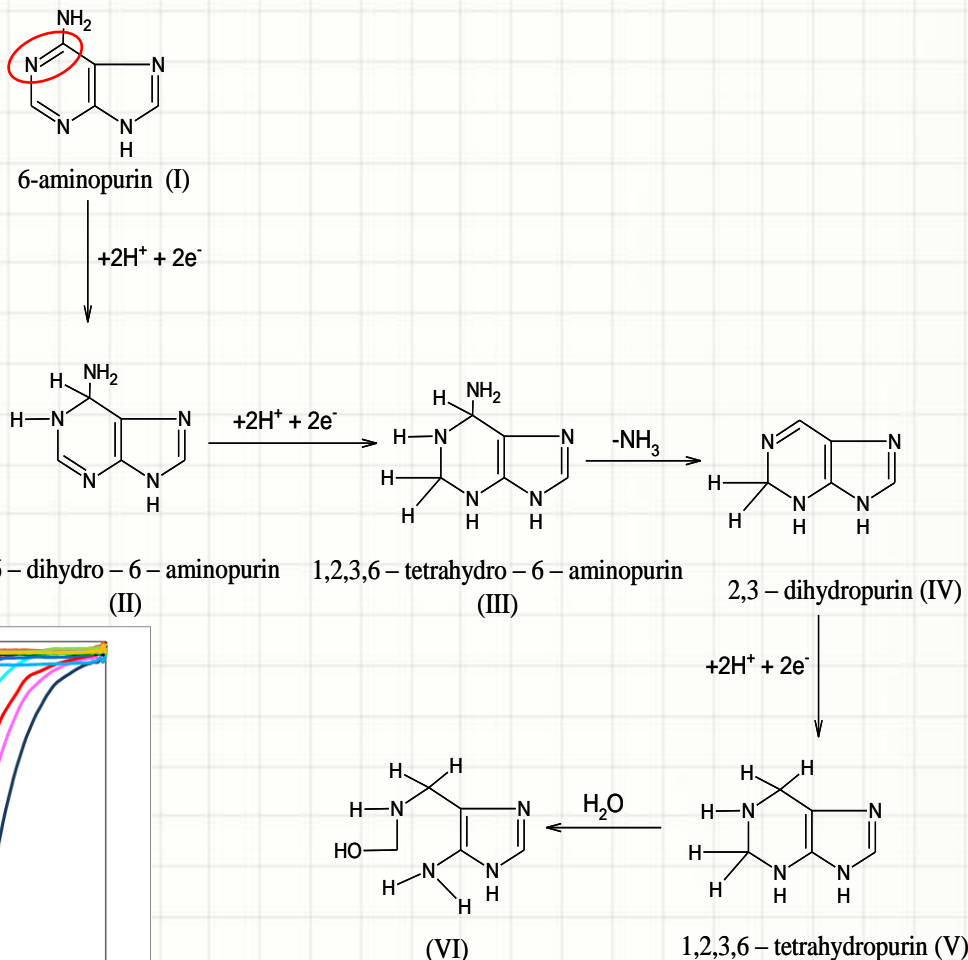 NH2
N
N
N
N
H
6-aminopurin (I)
+2H+ + 2e-
H
NH2
H
N
N
N
N
H
– dihydro – 6 – aminopurin
(II)
+2H+ + 2e-
H
NH2
H
N
N
H
H
N
N
H
H
1,2,3,6 – tetrahydro – 6 – aminopurin
(III)
-NH3
N
N
H
H
N
N
H
H
2,3 – dihydropurin (IV)
+2H+ + 2e-
H
H
H
N
N
H
H
N
N
H
H
1,2,3,6 – tetrahydropurin (V)
H2O
H
H
H
N
N
HO
N
N
H
H
H
(VI)